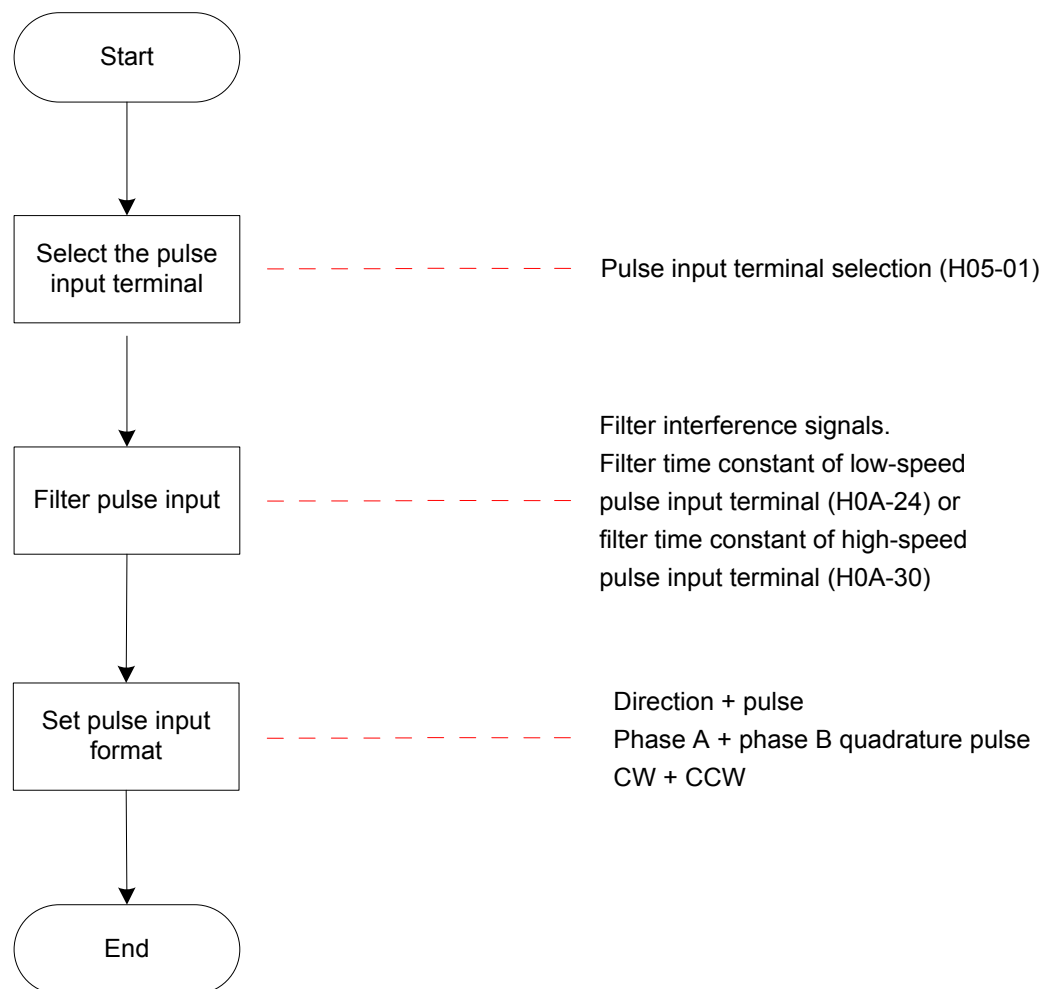 Start
Select the pulse
input terminal
Pulse input terminal selection (H05-01)
Filter pulse input
Filter interference signals.
Filter time constant of low-speed
pulse input terminal (H0A-24) or
filter time constant of high-speed
pulse input terminal (H0A-30)
Set pulse input
format
Direction + pulse
Phase A + phase B quadrature pulse
CW + CCW
End